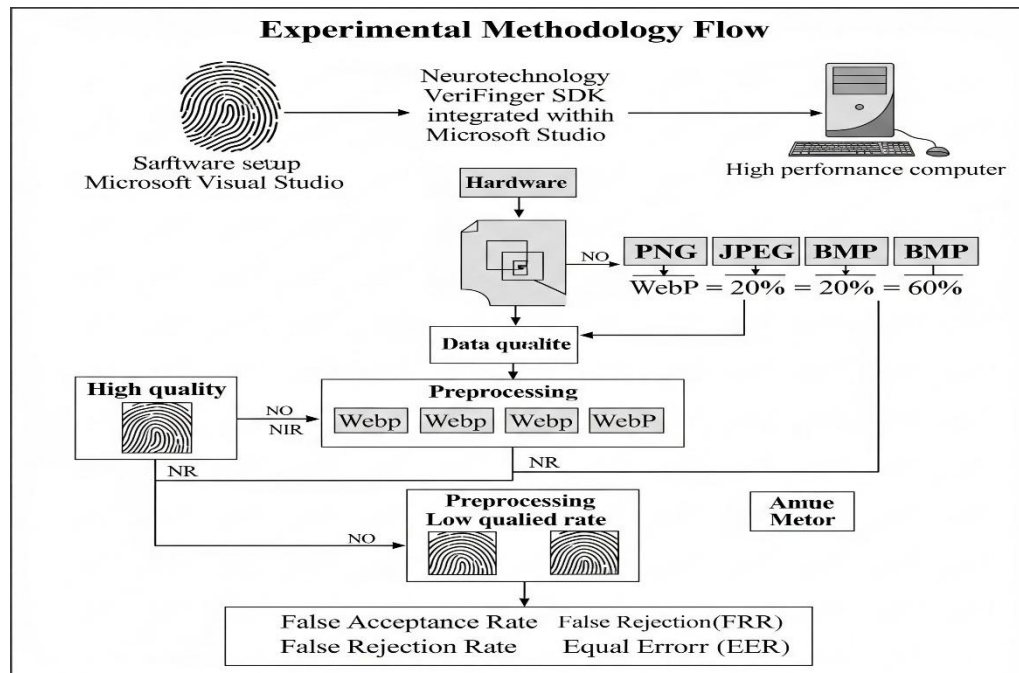 Experimental Methodology Flow
Neurotechnology
VeriFinger SDK
integrated withih
Microsoft Studio
Sarftware setup
Microsoft Visual Studio
High perfornance computer
Hardware
NO
PNG JPEG BMP BMP
WebP = 20% = 20% = 60%
Data qualite
High quality
NO
NIR
Preprocessing
Webp Webp Webp WebP
NR
NR
Preprocessing
Low qualied rate
Amue
Metor
NO
False Acceptance Rate False Rejection(FRR)
False Rejection Rate Equal Errorr (EER)